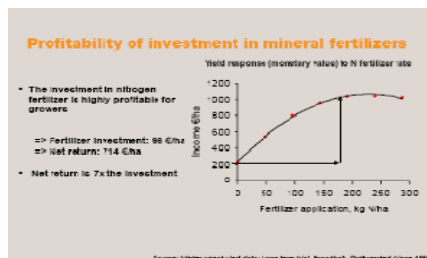 Profitability of investment in mineral fertilizers
Yield response (monetary value) to N fertilizer rate
• The investment in nitrogen
fertilizer is highly profitable for
growers
=> Fertilizer investment: €/ha
=> Net return: €/ha
• Net return is 7x the investment
Income €/ha
1200
1000
800
600
400
200
0
0 50 100 150 200 250 300
Fertilizer application, kg N/ha